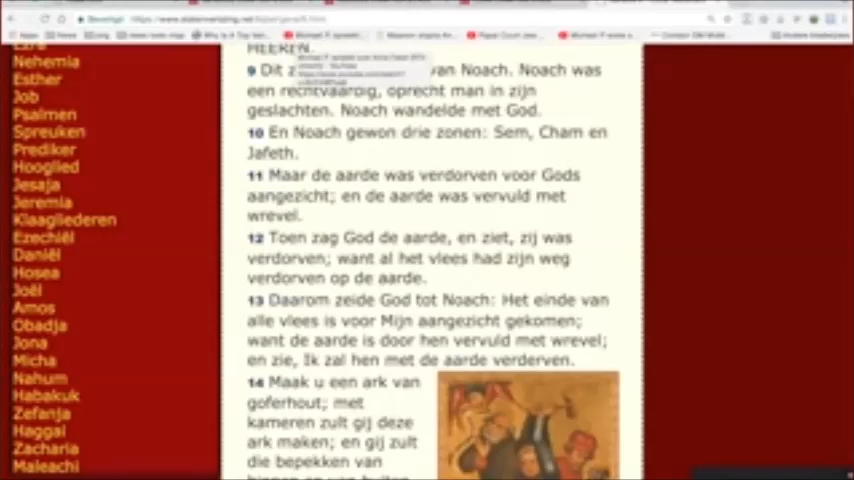 Ezra
Nehemia
Esther
Job
Psalmen
Spreuken
Prediker
Hooglied
Jesaja
Jeremia
Klaagliederen
Ezechiël
Daniël
Hosea
Joël
Amos
Obadja
Jona
Micha
Nahum
Habakuk
Zefanja
Haggaï
Zacharia
Maleachi
HEEREN.
9 Dit van Noach. Noach was
een rechtvaardig, oprecht man in zijn
geslachten. Noach wandelde met God.
10 En Noach gewon drie zonen: Sem, Cham en
Jafeth.
11 Maar de aarde was verdorven voor Gods
aangezicht; en de aarde was vervuld met
wrevel.
12 Toen zag God de aarde, en ziet, zij was
verdorven; want al het vlees had zijn weg
verdorven op de aarde.
13 Daarom zeide God tot Noach: Het einde van
alle vlees is voor Mijn aangezicht gekomen;
want de aarde is door hen vervuld met wrevel;
en zie, Ik zal hen met de aarde verderven.
14 Maak u een ark van
goferhout; met
kameren zult gij deze
ark maken; en gij zult
die bepekken van